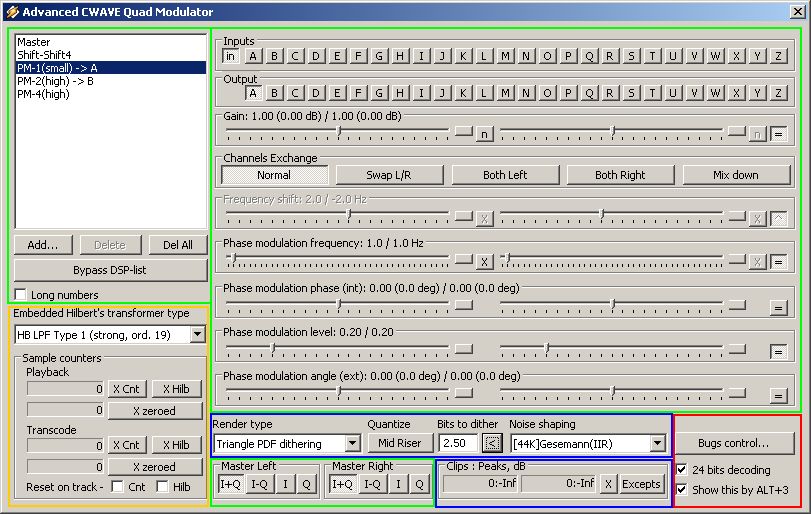 Advanced CWAVE Quad Modulator
Master
Shift-Shift4
PM-1(small) -> A
PM-2(high) -> B
PM-4(high)
Add...
Delete
Del All
Bypass DSP-list
Long numbers
Inputs
in A B C D E F G H I J K L M N O P Q R S T U V W X Y Z
Output
A B C D E F G H I J K L M N O P Q R S T U V W X Y Z
Gain: 1.00 (0.00 dB) / 1.00 (0.00 dB)
n n =
Channels Exchange
Normal Swap L/R Both Left Both Right Mix down
Frequency shift: 2.0 / -2.0 Hz
X X ^
Phase modulation frequency: 1.0 / 1.0 Hz
X X =
Phase modulation phase (int): 0.00 (0.0 deg) / 0.00 (0.0 deg)
=
Phase modulation level: 0.20 / 0.20
=
Phase modulation angle (ext): 0.00 (0.0 deg) / 0.00 (0.0 deg)
=
Embedded Hilbert's transformer type
HB LPF Type 1 (strong, ord. 19)
Sample counters
Playback
0 X Cnt X Hilb
0 X zeroed
Transcode
0 X Cnt X Hilb
0 X zeroed
Reset on track - Cnt Hilb
Render type Quantize Bits to dither Noise shaping
Triangle PDF dithering Mid Riser 2.50 < [44K]Gesemann(IIR)
Master Left
I+Q I-Q I Q
Master Right
I+Q I-Q I Q
Clips : Peaks, dB
0:-Inf 0:-Inf X Excepts
Bugs control...
24 bits decoding
Show this by ALT+3